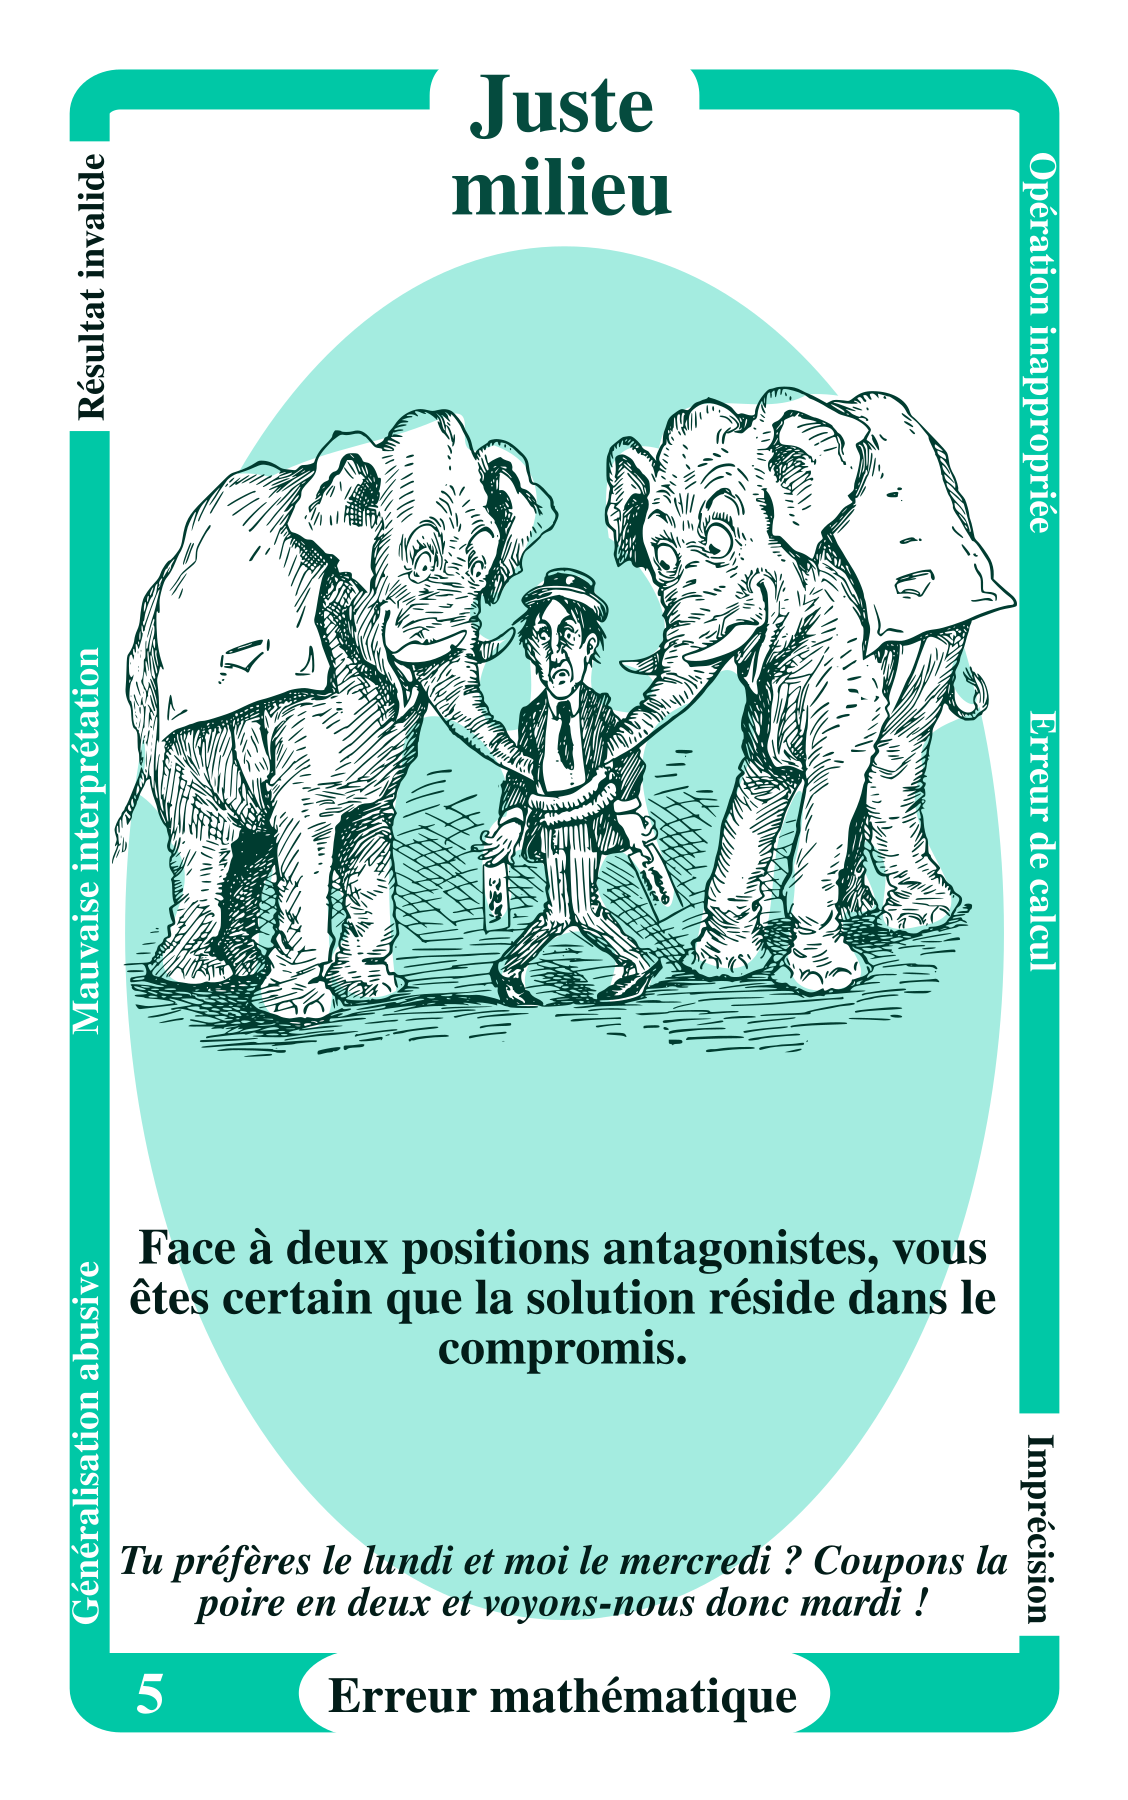 Juste
milieu
Résultat invalide
Mauvaise interprétation
Généralisation abusive
Opération inappropriée
Erreur de calcul
Imprécision
Face à deux positions antagonistes, vous
êtes certain que la solution réside dans le
compromis.
Tu préfères le lundi et moi le mercredi ? Coupons la
poire en deux et voyons-nous donc mardi !
5
Erreur mathématique